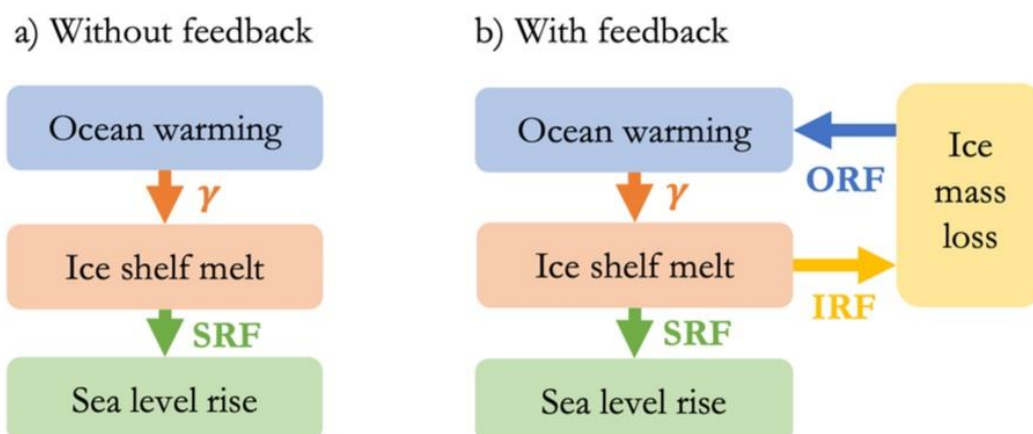 a) Without feedback
Ocean warming
γ
Ice shelf melt
SRF
Sea level rise
b) With feedback
Ocean warming
γ
Ice shelf melt
SRF
Sea level rise
ORF
IRF
Ice
mass
loss